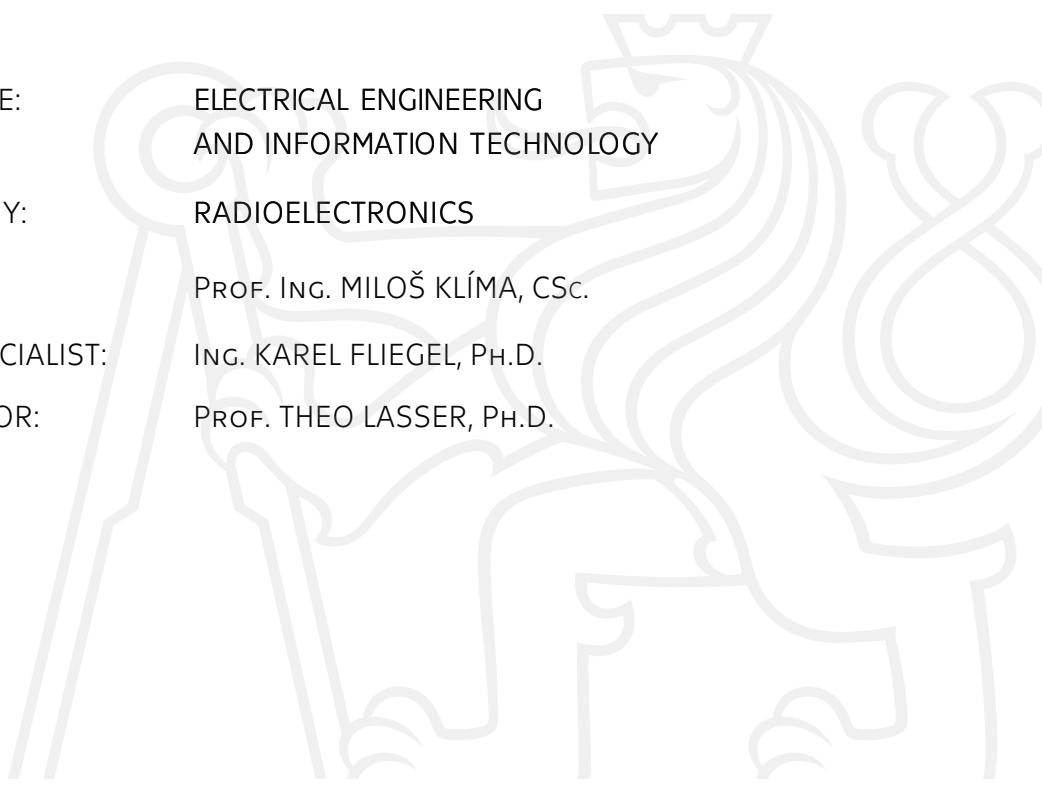 E: ELECTRICAL ENGINEERING
AND INFORMATION TECHNOLOGY
Y: RADIOELECTRONICS
Prof. Ing. MILOŠ KLÍMA, CSc.
CIALIST: Ing. KAREL FLIEGEL, Ph.D.
OR: Prof. THEO LASSER, Ph.D.